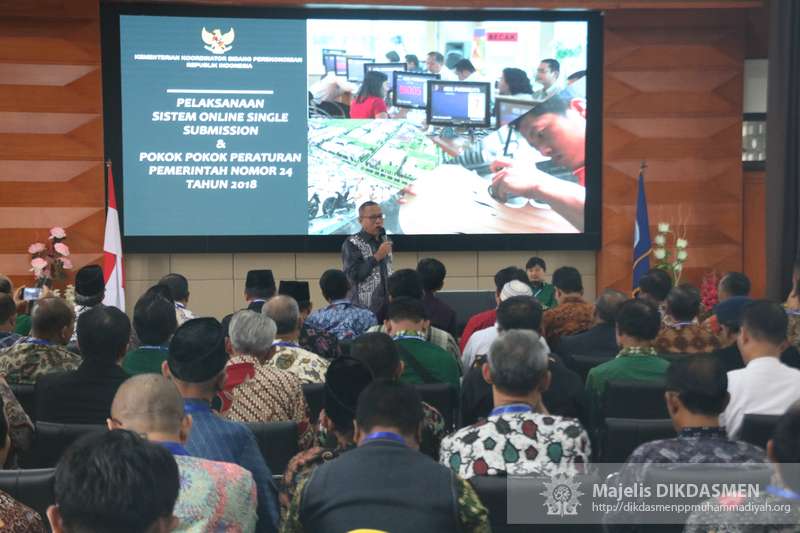 KEMENTERIAN KOORDINATOR BIDANG PEREKONOMIAN
REPUBLIK INDONESIA
PELAKSANAAN
SISTEM ONLINE SINGLE
SUBMISSION
&
POKOK POKOK PERATURAN
PEMERINTAH NOMOR 24
TAHUN 2018
Majelis DIKDASMEN
http://dikdasmenppmuhammadiyah.org